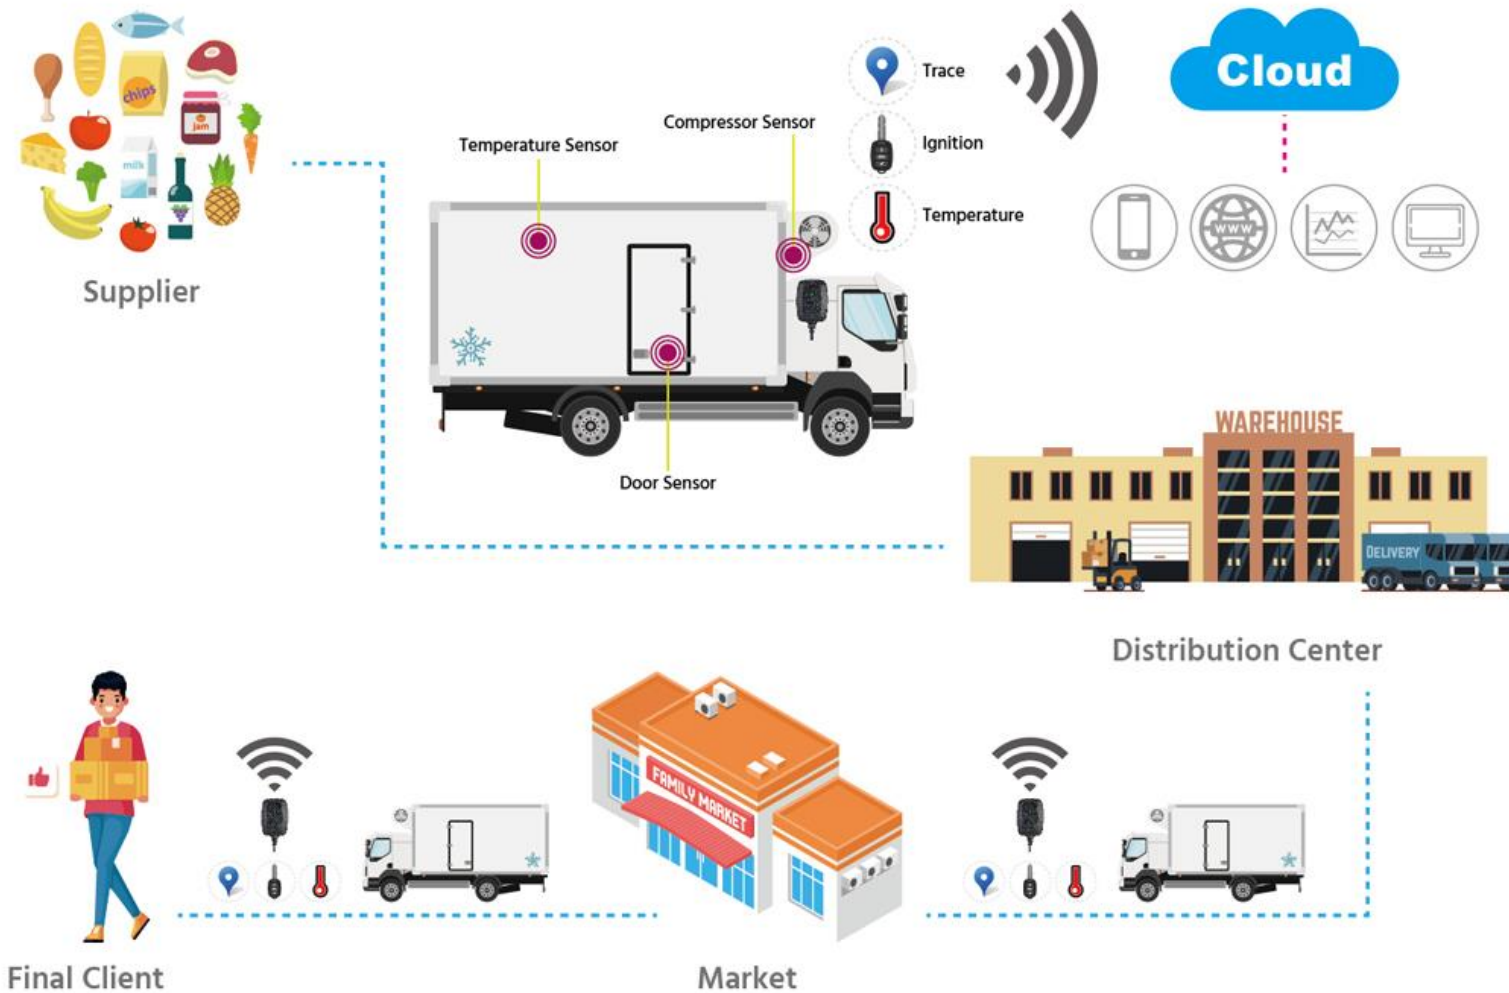 chips
jam
milk
Supplier
Temperature Sensor
Compressor Sensor
Door Sensor
Trace
Ignition
Temperature
Cloud
WWW
WAREHOUSE
DELIVERY
Distribution Center
Final Client
FAMILY MARKET
Market